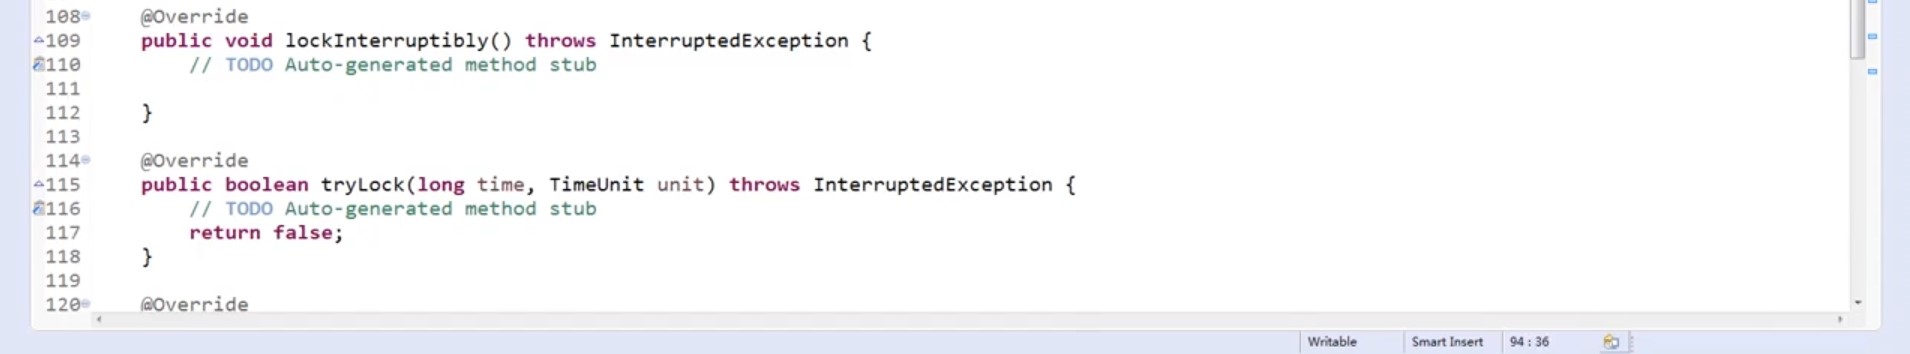 108 @Override
109 public void lockInterruptibly() throws InterruptedException {
110 // TODO Auto-generated method stub
111
112 }
113
114 @Override
115 public boolean tryLock(long time, TimeUnit unit) throws InterruptedException {
116 // TODO Auto-generated method stub
117 return false;
118 }
119
120 @Override
Writable Smart Insert 94 : 36